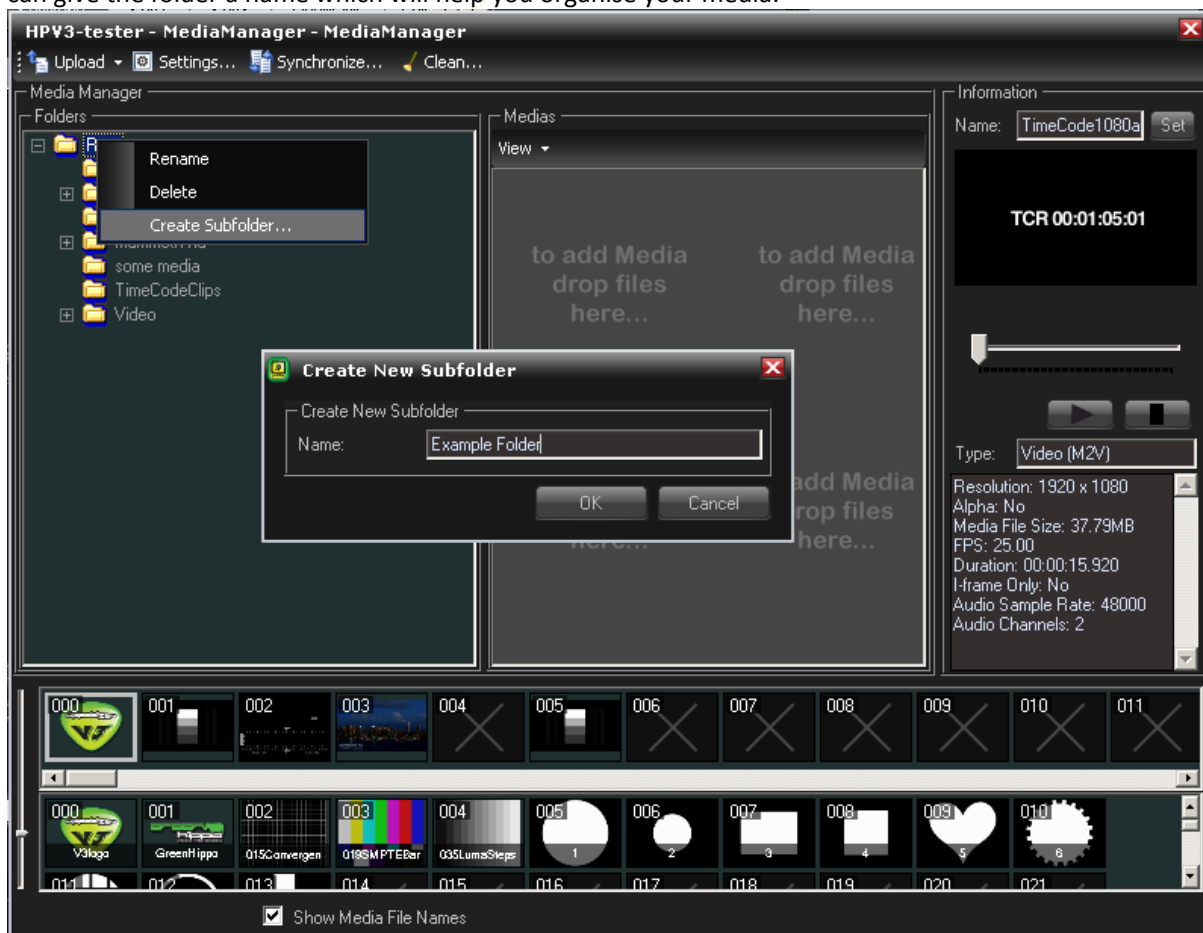 can give the folder a name which will help you organise your media.
HPV3-tester - MediaManager - MediaManager
Upload Settings... Synchronize... Clean...
Media Manager
Folders
R
Rename
Delete
Create Subfolder...
some media
TimeCodeClips
Video
Medias
View
to add Media to add Media
drop files drop files
here... here...
Create New Subfolder
Create New Subfolder
Name: Example Folder
OK Cancel
add Media
rop files
here... here...
Information
Name: TimeCode1080a Set
TCR 00:01:05:01
Type: Video (M2V)
Resolution: 1920 x 1080
Alpha: No
Media File Size: 37.79MB
FPS: 25.00
Duration: 00:00:15.920
I-frame Only: No
Audio Sample Rate: 48000
Audio Channels: 2
000 001 002 003 004 005 006 007 008 009 010 011
000 001 002 003 004 005 006 007 008 009 010
V3logo GreenHippo 015Convergen 019SMPTEBar 035LumaSteps 1 2 3 4 5 6
011 012 013 014 015 016 017 018 019 020 021
Show Media File Names